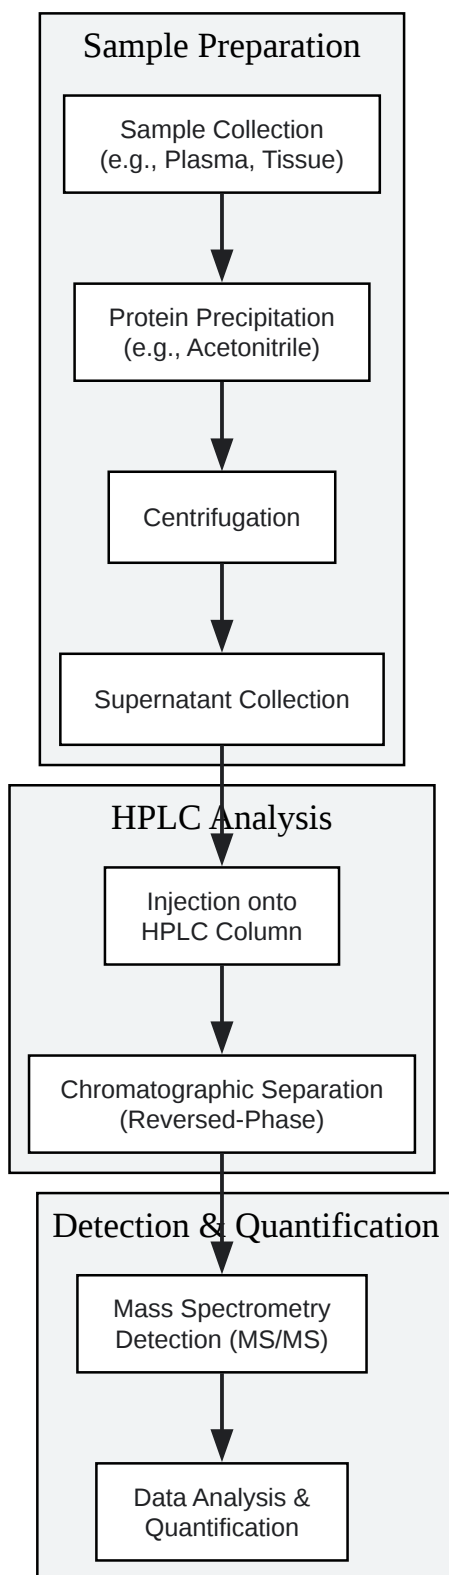 Sample Preparation
Sample Collection
(e.g., Plasma, Tissue)
Protein Precipitation
(e.g., Acetonitrile)
Centrifugation
Supernatant Collection
HPLC Analysis
Injection onto
HPLC Column
Chromatographic Separation
(Reversed-Phase)
Detection & Quantification
Mass Spectrometry
Detection (MS/MS)
Data Analysis &
Quantification